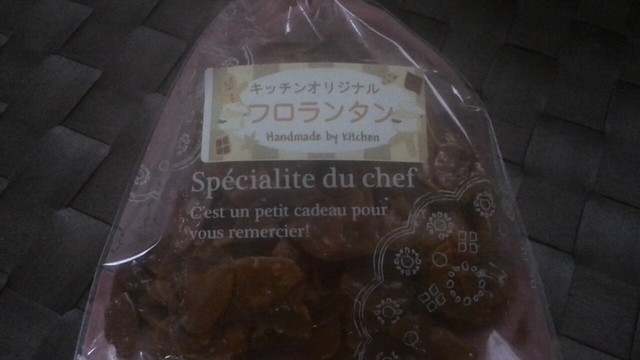 キッチンオリジナル
フロランタン
Handmade by Kitchen
Spécialite du chef
C'est un petit cadeau pour
vous remercier!